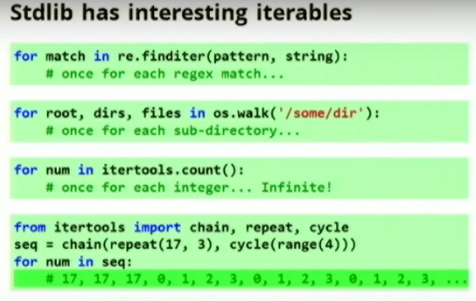 Stdlib has interesting iterables
for match in re.finditer(pattern, string):
    # once for each regex match...
for root, dirs, files in os.walk('/some/dir'):
    # once for each sub-directory...
for num in itertools.count():
    # once for each integer... Infinite!
from itertools import chain, repeat, cycle
seq = chain(repeat(17, 3), cycle(range(4)))
for num in seq:
    # 17, 17, 17, 0, 1, 2, 3, 0, 1, 2, 3, 0, 1, 2, 3, ...